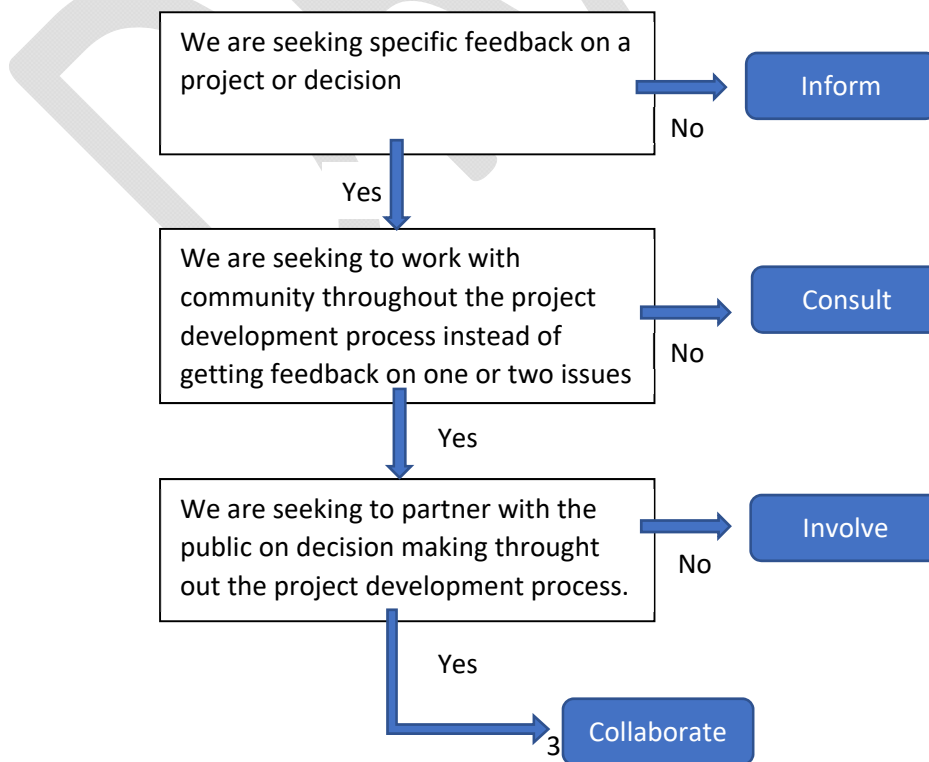 We are seeking specific feedback on a
project or decision
Inform
No
Yes
We are seeking to work with
community throughout the project
development process instead of
getting feedback on one or two issues
Consult
No
Yes
We are seeking to partner with the
public on decision making throught
out the project development process.
Involve
No
Yes
3
Collaborate